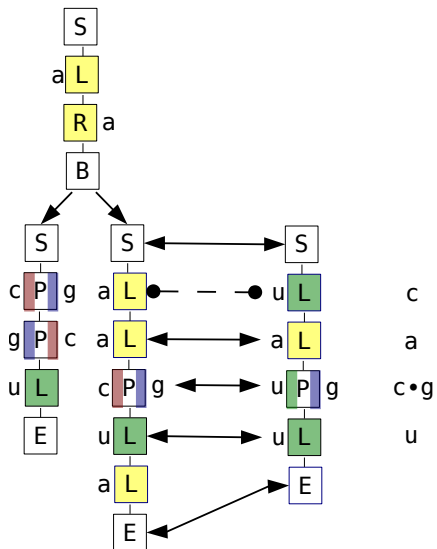 S
a L
R a
B
S S S
c P g a L u L c
g P c a L a L a
u L c P g u P g c•g
E u L u L u
a L E
E